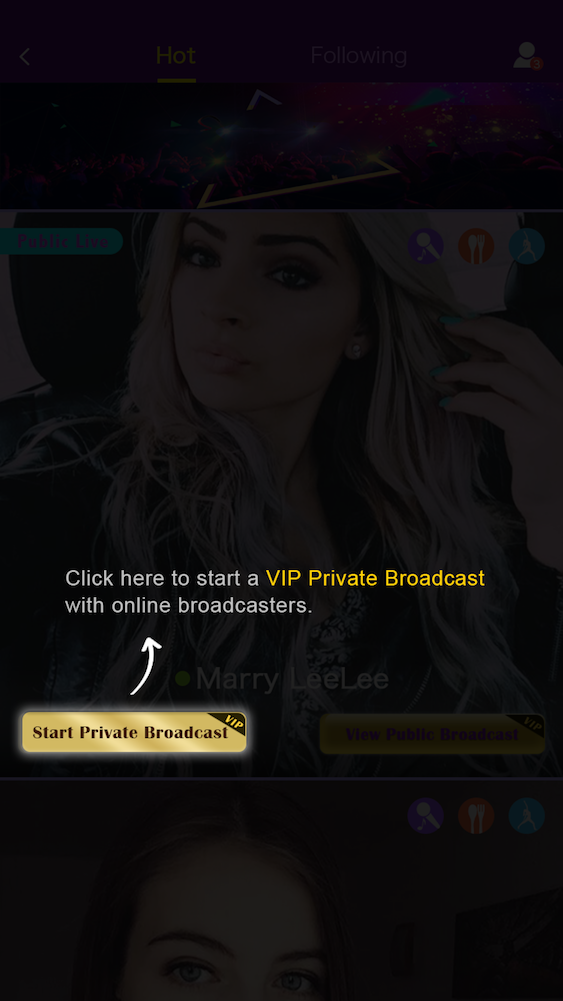 Hot
Following
3
Public Live
Click here to start a VIP Private Broadcast
with online broadcasters.
Marry LeeLee
Start Private Broadcast
VIP
View Public Broadcast
VIP